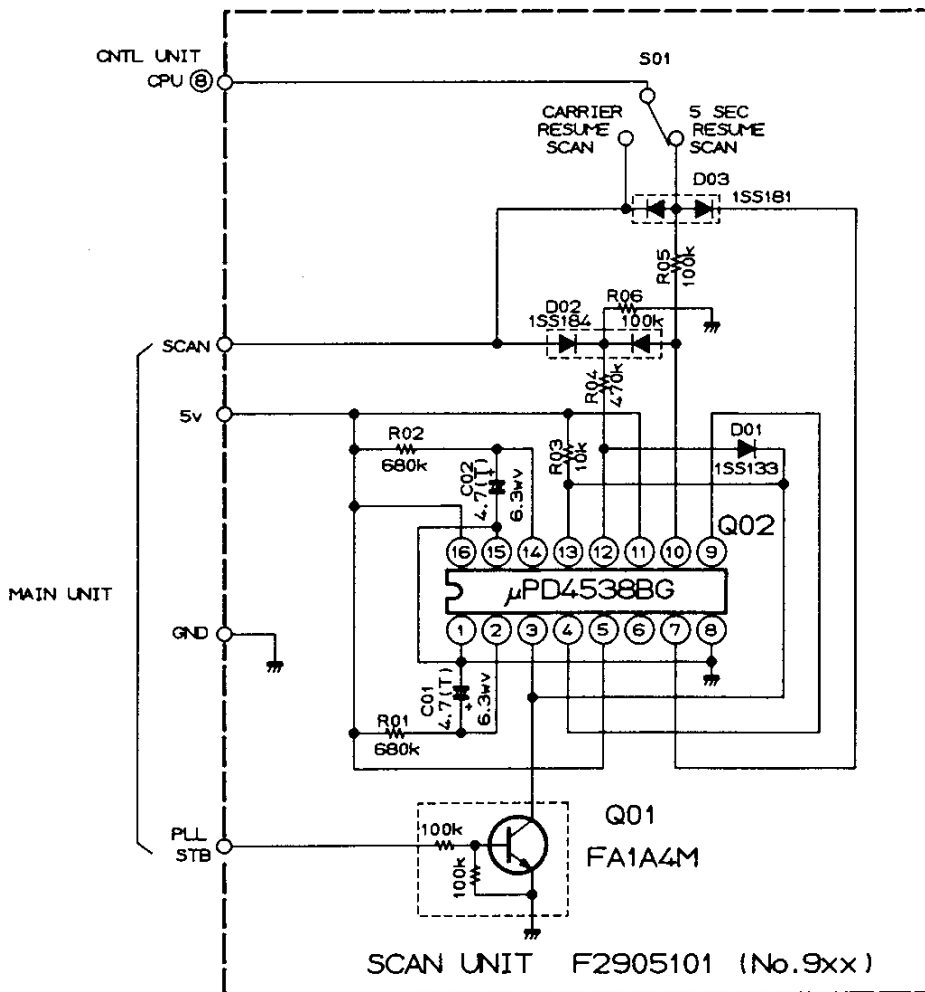 CNTL UNIT
CPU ⑧
S01
CARRIER
RESUME
SCAN
5 SEC
RESUME
SCAN
D03
1SS181
R05
100k
D02
1SS184
R06
100k
SCAN
R04
470k
5v
R02
680k
C02
4.7(T)
+
6.3wv
R03
10k
D01
1SS133
Q02
16 15 14 13 12 11 10 9
μPD4538BG
MAIN UNIT
1 2 3 4 5 6 7 8
GND
C01
4.7(T)
+
6.3wv
R01
680k
PLL
STB
100k
100k
Q01
FA1A4M
SCAN UNIT F2905101 (No.9xx)